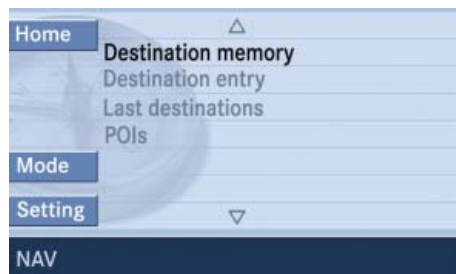 Home
Destination memory
Destination entry
Last destinations
POIs
Mode
Setting
NAV